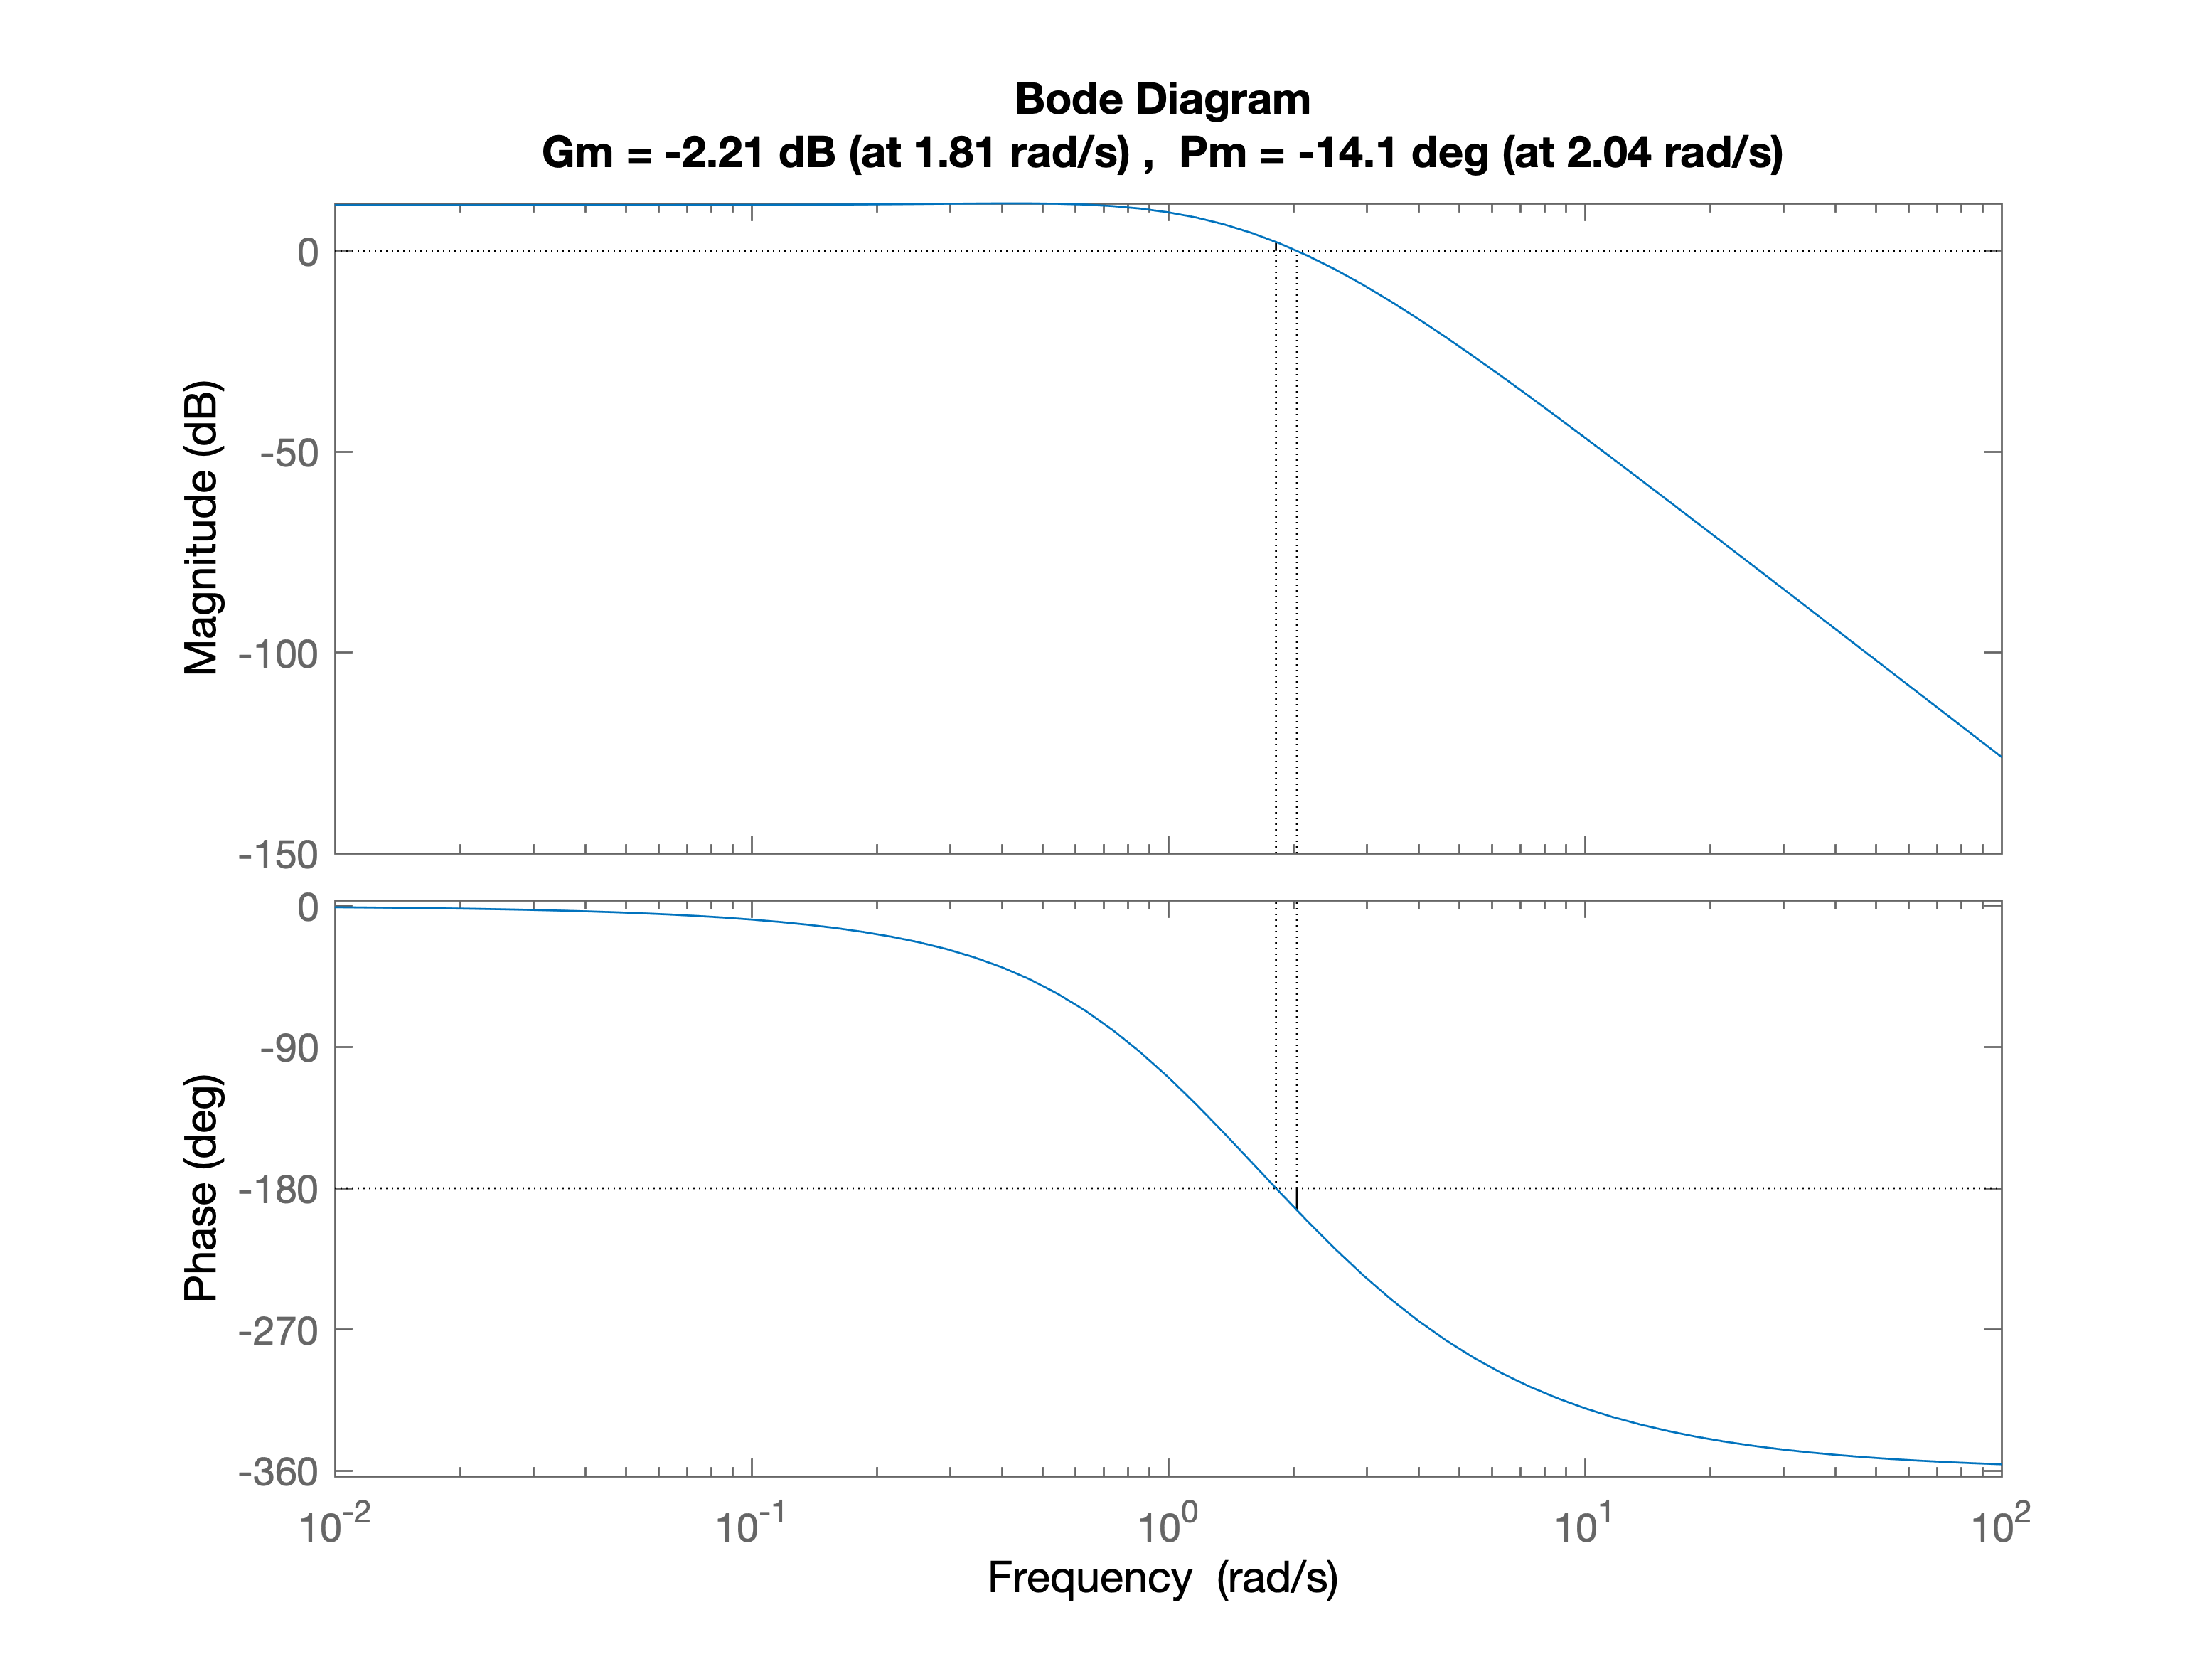 Bode Diagram
Gm = -2.21 dB (at 1.81 rad/s) ,  Pm = -14.1 deg (at 2.04 rad/s)
Magnitude (dB)
0
-50
-100
-150
Phase (deg)
0
-90
-180
-270
-360
10^-2 10^-1 10^0 10^1 10^2
Frequency  (rad/s)